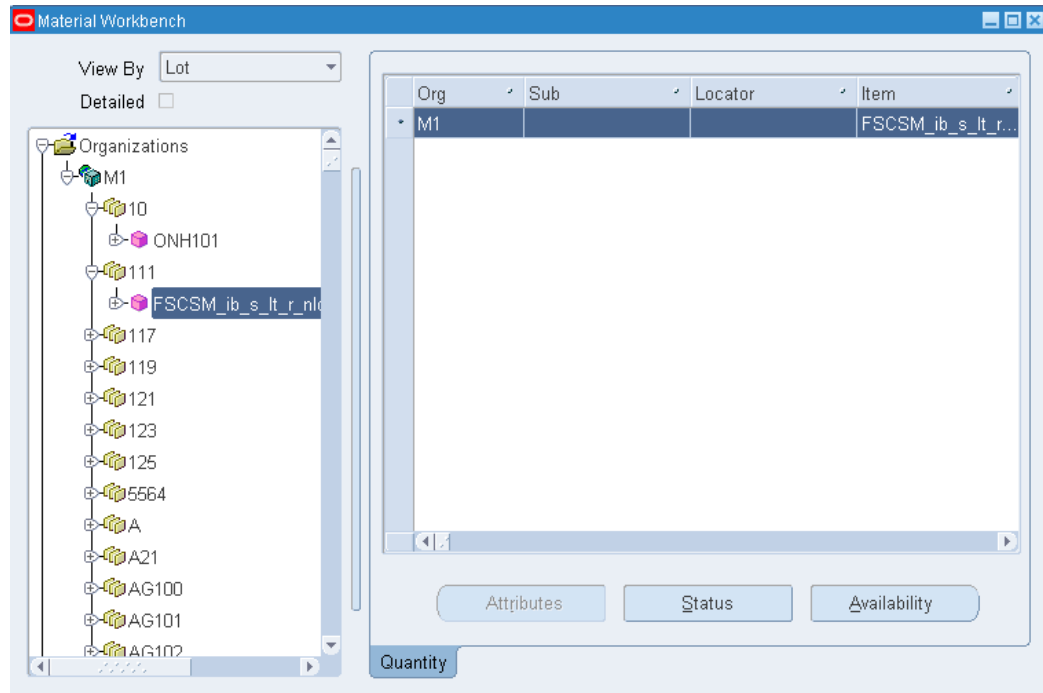 Material Workbench
View By Lot
Detailed
Organizations
M1
10
ONH101
111
FSCSM_ib_s_lt_r_nlc
117
119
121
123
125
5564
A
A21
AG100
AG101
AG102
Org Sub Locator Item
M1 FSCSM_ib_s_lt_r...
Attributes Status Availability
Quantity